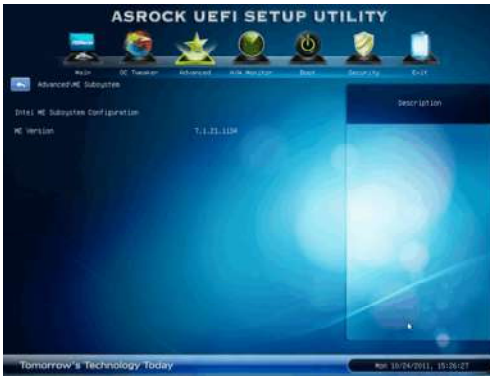 ASROCK UEFI SETUP UTILITY
Main OC Tweaker Advanced H/W Monitor Boot Security Exit
Advanced\ME Subsystem
Description
Intel ME Subsystem Configuration
ME Version 7.1.21.1134
Tomorrow's Technology Today
Mon 10/24/2011, 15:26:27